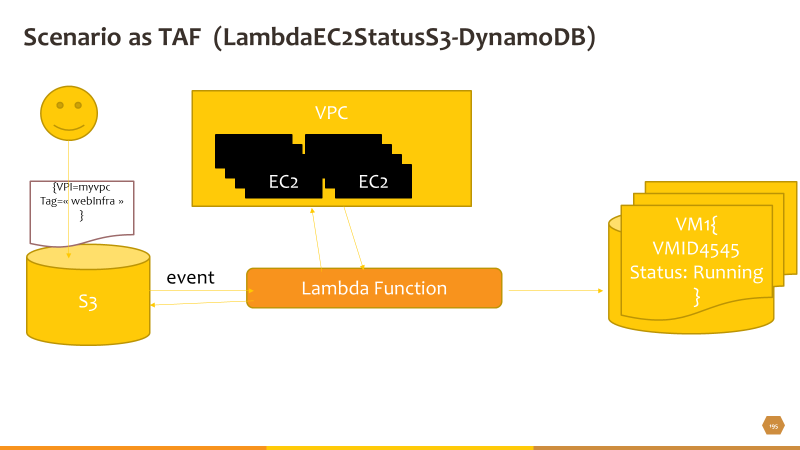 Scenario as TAF (LambdaEC2StatusS3-DynamoDB)
VPC
EC2
EC2
{VPI=myvpc
Tag=« webInfra »
}
S3
event
Lambda Function
VM1{
VMID4545
Status: Running
}
195